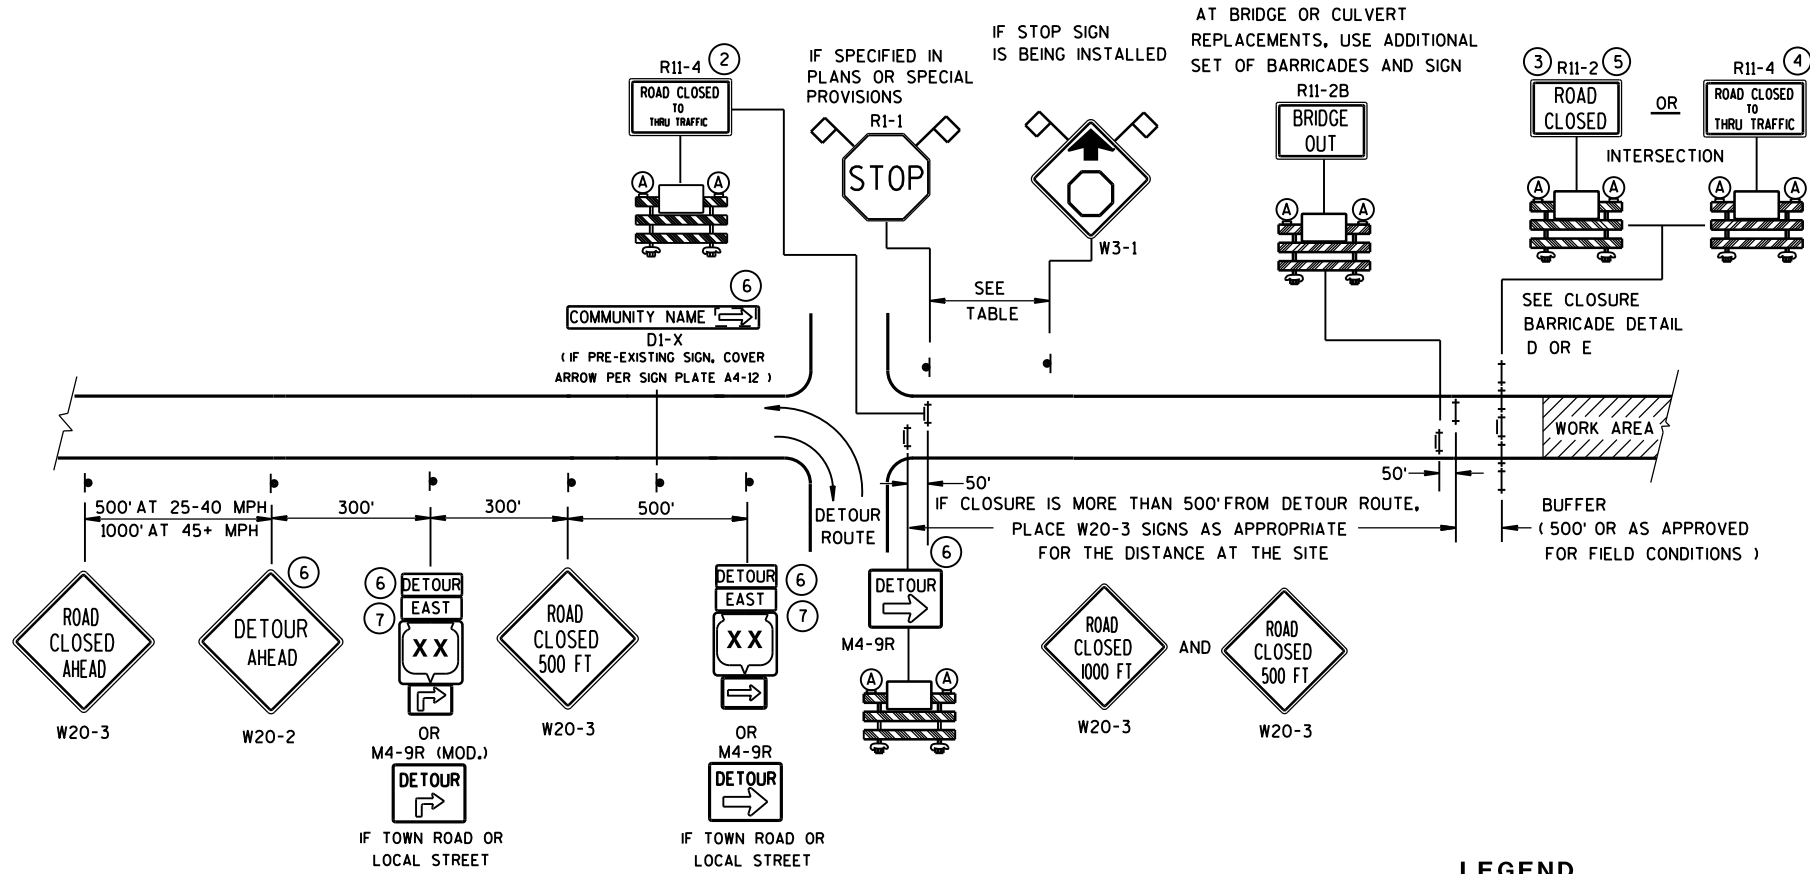 R11-4
2
ROAD CLOSED
TO
THRU TRAFFIC
A
A
IF SPECIFIED IN
PLANS OR SPECIAL
PROVISIONS
R1-1
STOP
IF STOP SIGN
IS BEING INSTALLED
W3-1
SEE
TABLE
AT BRIDGE OR CULVERT
REPLACEMENTS, USE ADDITIONAL
SET OF BARRICADES AND SIGN
R11-2B
BRIDGE
OUT
A
A
3
R11-2
5
ROAD
CLOSED
OR
R11-4
4
ROAD CLOSED
TO
THRU TRAFFIC
INTERSECTION
A
A
A
A
SEE CLOSURE
BARRICADE DETAIL
D OR E
6
COMMUNITY NAME
D1-X
(IF PRE-EXISTING SIGN, COVER
ARROW PER SIGN PLATE A4-12 )
WORK AREA
500' AT 25-40 MPH
1000' AT 45+ MPH
300'
300'
500'
DETOUR
ROUTE
50'
50'
IF CLOSURE IS MORE THAN 500' FROM DETOUR ROUTE,
PLACE W20-3 SIGNS AS APPROPRIATE
FOR THE DISTANCE AT THE SITE
BUFFER
( 500' OR AS APPROVED
FOR FIELD CONDITIONS )
ROAD
CLOSED
AHEAD
W20-3
6
DETOUR
AHEAD
W20-2
6
7
DETOUR
EAST
XX
OR
M4-9R (MOD.)
DETOUR
IF TOWN ROAD OR
LOCAL STREET
ROAD
CLOSED
500 FT
W20-3
DETOUR
EAST
XX
6
7
OR
M4-9R
DETOUR
IF TOWN ROAD OR
LOCAL STREET
6
DETOUR
M4-9R
A
A
ROAD
CLOSED
1000 FT
W20-3
AND
ROAD
CLOSED
500 FT
W20-3
LEGEND